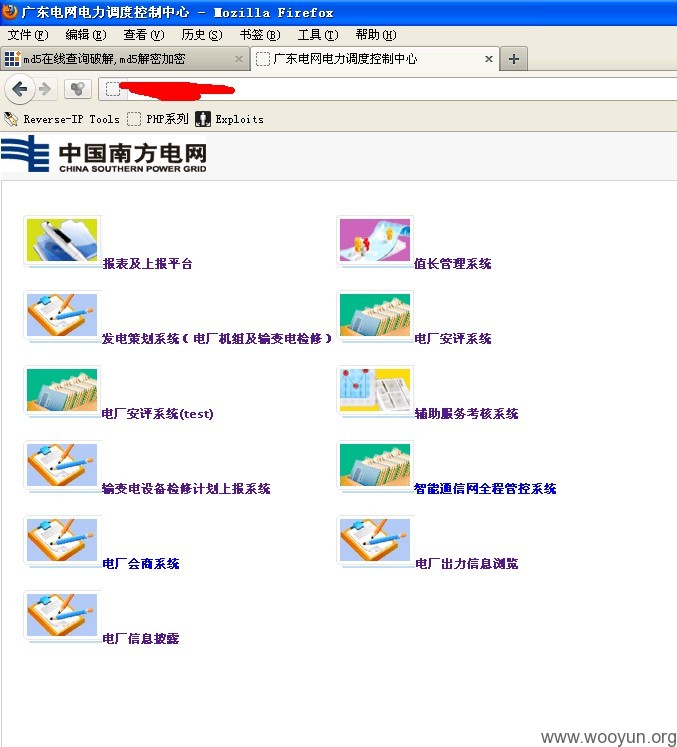 广东电网电力调度控制中心 - Mozilla Firefox
文件(F) 编辑(E) 查看(V) 历史(S) 书签(B) 工具(T) 帮助(H)
md5在线查询破解,md5解密加密 × 广东电网电力调度控制中心 × +
Reverse-IP Tools PHP系列 Exploits
中国南方电网
CHINA SOUTHERN POWER GRID
报表及上报平台 值长管理系统
发电策划系统(电厂机组及输变电检修) 电厂安评系统
电厂安评系统(test) 辅助服务考核系统
输变电设备检修计划上报系统 智能通信网全程管控系统
电厂会商系统 电厂出力信息浏览
电厂信息披露
www.wooyun.org